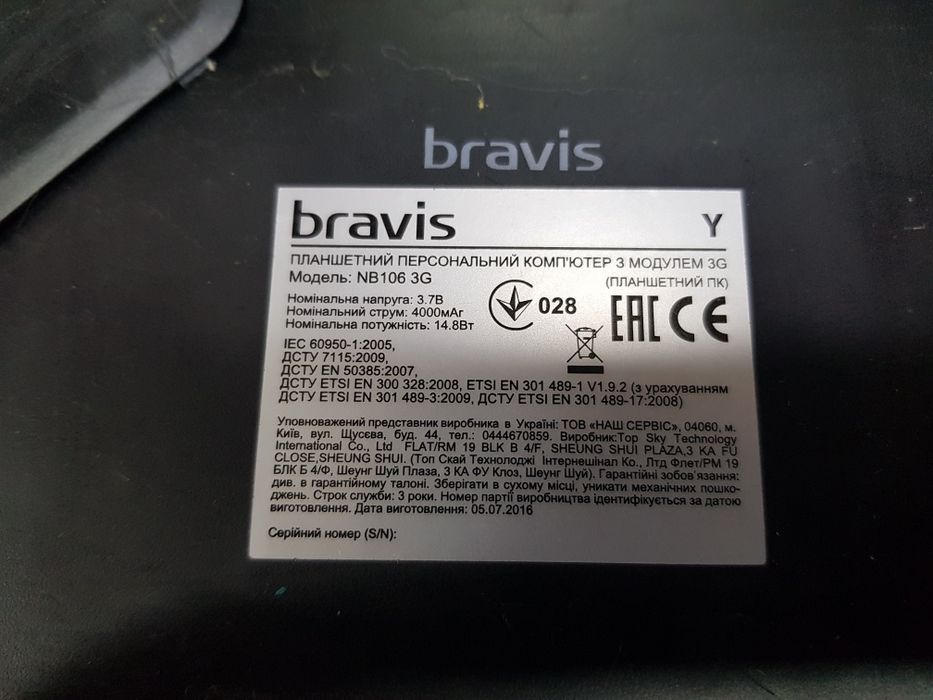 bravis
bravis Y
ПЛАНШЕТНИЙ ПЕРСОНАЛЬНИЙ КОМП'ЮТЕР З МОДУЛЕМ 3G
Модель: NB106 3G (ПЛАНШЕТНИЙ ПК)
Номінальна напруга: 3.7В
Номінальний струм: 4000мАг
Номінальна потужність: 14.8Вт
028 EAC CE
IEC 60950-1:2005,
ДСТУ 7115:2009,
ДСТУ EN 50385:2007,
ДСТУ ETSI EN 300 328:2008, ETSI EN 301 489-1 V1.9.2 (з урахуванням
ДСТУ ETSI EN 301 489-3:2009, ДСТУ ETSI EN 301 489-17:2008)
Уповноважений представник виробника в Україні: ТОВ «НАШ СЕРВІС», 04060, м.
Київ, вул. Щусєва, буд. 44, тел.: 0444670859. Виробник:Top Sky Technology
International Co., Ltd FLAT/RM 19 BLK B 4/F, SHEUNG SHUI PLAZA,3 KA FU
CLOSE,SHEUNG SHUI. (Топ Скай Технолоджі Інтернешінал Ко., Лтд Флет/РМ 19
БЛК Б 4/Ф, Шеунг Шуй Плаза, 3 КА ФУ Клоз, Шеунг Шуй). Гарантійні зобов'язання:
див. в гарантійному талоні. Зберігати в сухому місці, уникати механічних пошко-
джень. Строк служби: 3 роки. Номер партії виробництва ідентифікується за датою
виготовлення. Дата виготовлення: 05.07.2016
Серійний номер (S/N):